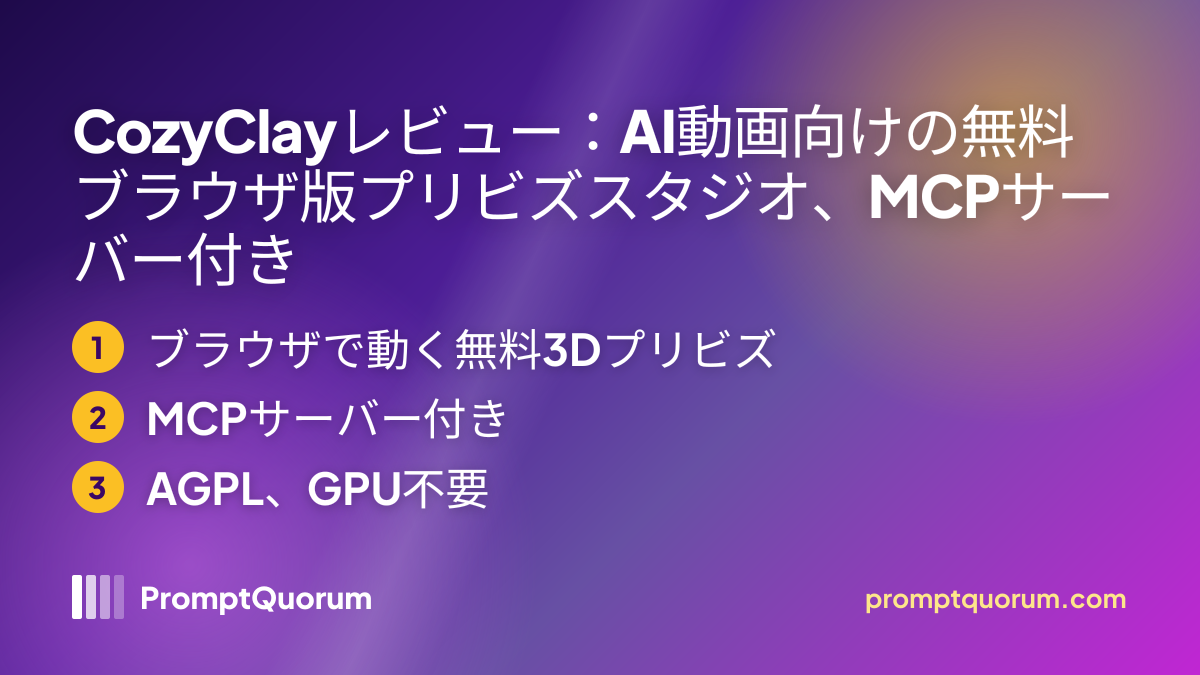 CozyClayレビュー：AI動画向けの無料
ブラウザ版プリビズスタジオ、MCPサー
バー付き
1 ブラウザで動く無料3Dプリビズ
2 MCPサーバー付き
3 AGPL、GPU不要
PromptQuorum
promptquorum.com